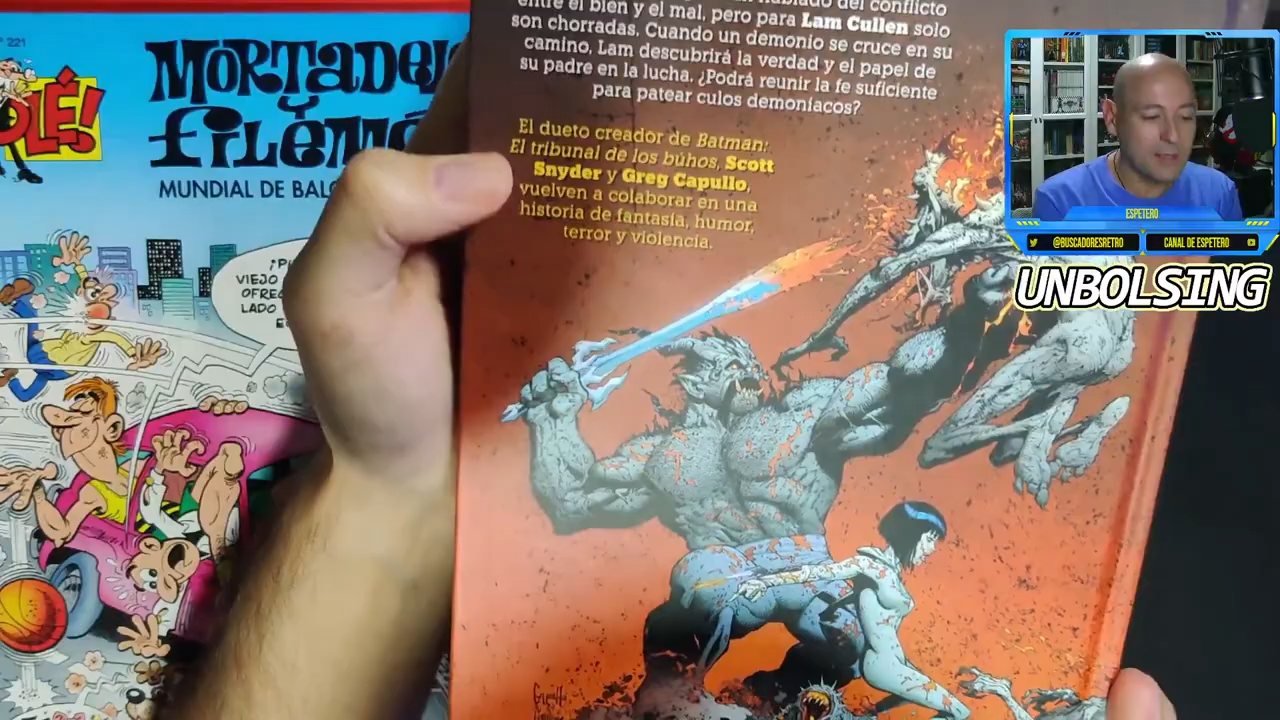 221
OLÉ!
MORTADEL
Y
FILEMÓ
MUNDIAL DE BAL
VIEJO
OFRE
LADO
del conflicto
entre el bien y el mal, pero para Lam Cullen solo
son chorradas. Cuando un demonio se cruce en su
camino, Lam descubrirá la verdad y el papel de
su padre en la lucha. ¿Podrá reunir la fe suficiente
para patear culos demoníacos?
El dueto creador de Batman:
El tribunal de los búhos, Scott
Snyder y Greg Capullo,
vuelven a colaborar en una
historia de fantasía, humor,
terror y violencia.
ESPETERO
@BUSCADORESRETRO
CANAL DE ESPETERO
UNBOLSING